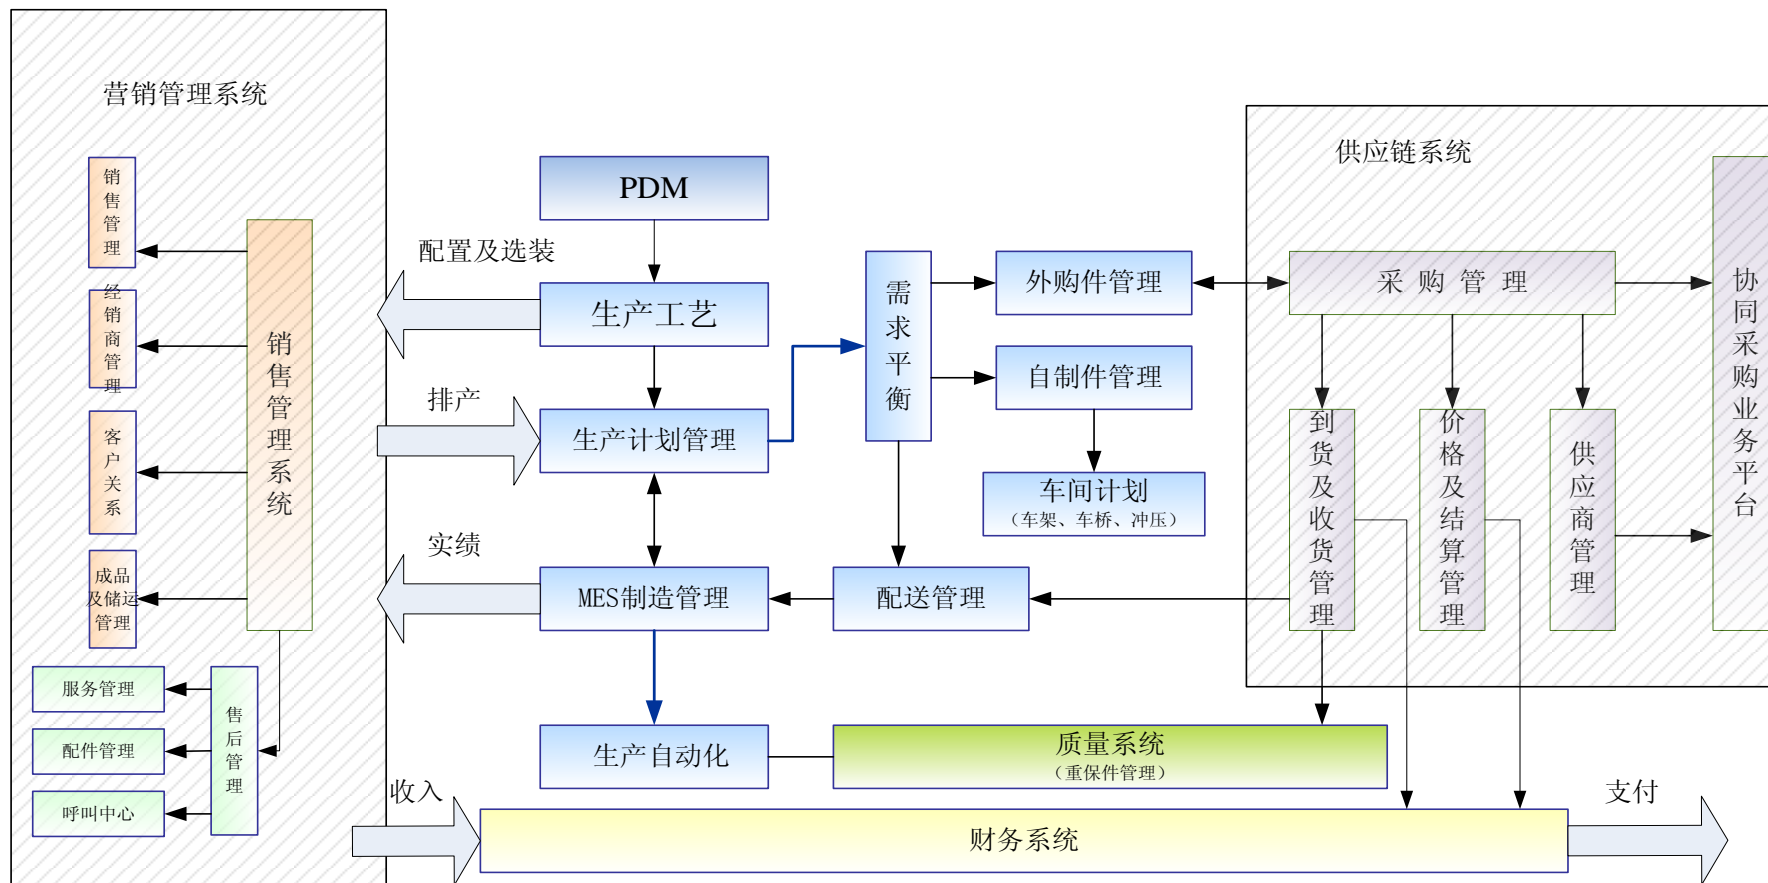 营销管理系统
销售管理
经销商管理
客户关系
成品
及储运
管理
销售管理系统
服务管理
配件管理
呼叫中心
售后管理
配置及选装
排产
实绩
收入
PDM
生产工艺
生产计划管理
MES制造管理
生产自动化
需求平衡
外购件管理
自制件管理
车间计划
（车架、车桥、冲压）
配送管理
质量系统
（重保件管理）
财务系统
支付
供应链系统
采购管理
到货及收货管理
价格及结算管理
供应商管理
协同采购业务平台